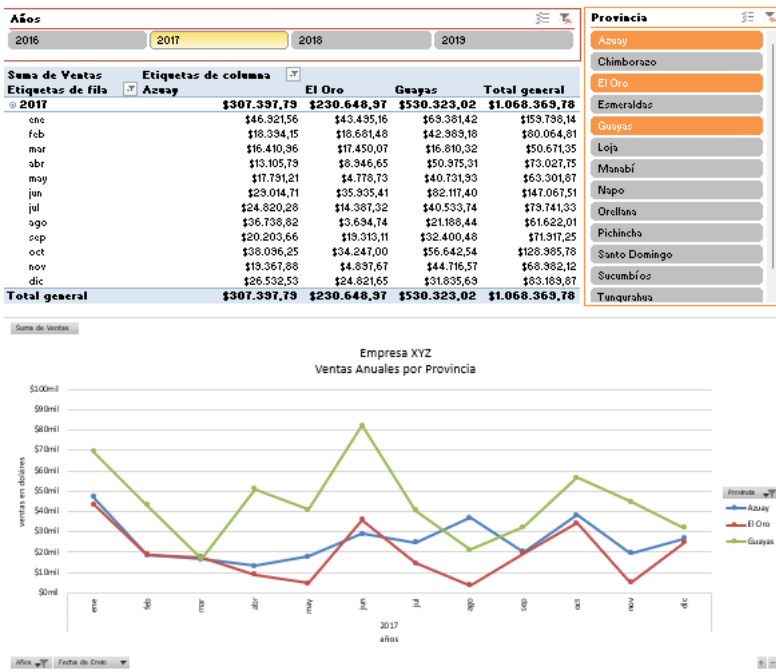 Años
2016 2017 2018 2019
Provincia
Azuay
Chimborazo
El Oro
Esmeraldas
Guayas
Loja
Manabí
Napo
Orellana
Pichincha
Santo Domingo
Sucumbíos
Tungurahua
Suma de Ventas Etiquetas de columna
Etiquetas de fila Azuay El Oro Guayas Total general
2017 $307.397,79 $230.648,97 $530.323,02 $1.068.369,78
ene $46.921,56 $43.495,16 $69.381,42 $159.798,14
feb $18.394,15 $18.681,48 $42.989,18 $80.064,81
mar $16.410,96 $17.450,07 $16.810,32 $50.671,35
abr $13.105,79 $8.946,65 $50.975,31 $73.027,75
may $17.791,21 $4.778,73 $40.731,93 $63.301,87
jun $29.014,71 $35.935,41 $82.117,40 $147.067,51
jul $24.820,28 $14.387,32 $40.533,74 $79.741,33
ago $36.738,82 $3.694,74 $21.188,44 $61.622,01
sep $20.203,66 $19.313,11 $32.400,48 $71.917,25
oct $38.096,25 $34.247,00 $56.642,54 $128.985,78
nov $19.367,88 $4.897,67 $44.716,57 $68.982,12
dic $26.532,53 $24.821,65 $31.835,69 $83.189,87
Total general $307.397,79 $230.648,97 $530.323,02 $1.068.369,78
Suma de Ventas
Empresa XYZ
Ventas Anuales por Provincia
ventas en doláres
$100mil
$90mil
$80mil
$70mil
$60mil
$50mil
$40mil
$30mil
$20mil
$10mil
$0mil
ene feb mar abr may jun jul ago sep oct nov dic
2017
años
Provincia
Azuay
El Oro
Guayas
Años Fecha de Envío